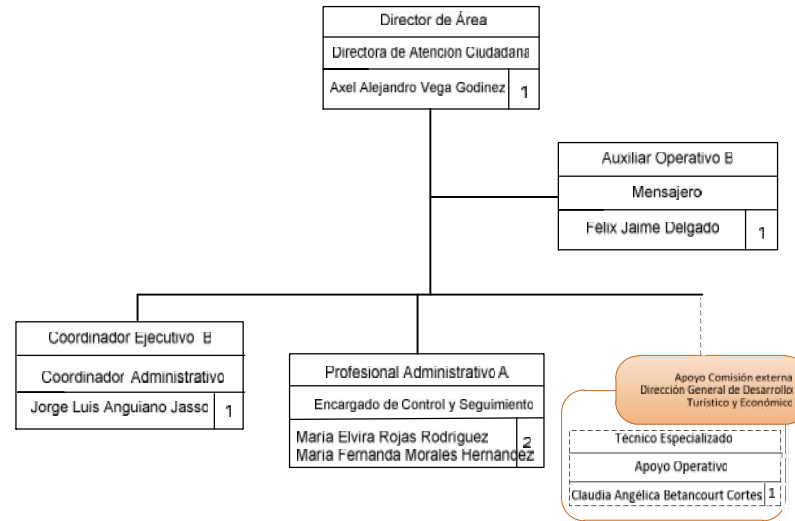 Director de Área
Directora de Atención Ciudadana
Axel Alejandro Vega Godinez 1
Auxiliar Operativo B
Mensajero
Felix Jaime Delgado 1
Coordinador Ejecutivo B
Coordinador Administrativo
Jorge Luis Anguiano Jasso 1
Profesional Administrativo A
Encargado de Control y Seguimiento
Maria Elvira Rojas Rodriguez
Maria Fernanda Morales Hernández 2
Apoyo Comisión externa
Dirección General de Desarrollo
Turístico y Económico
Técnico Especializado
Apoyo Operativo
Claudia Angélica Betancourt Cortes 1